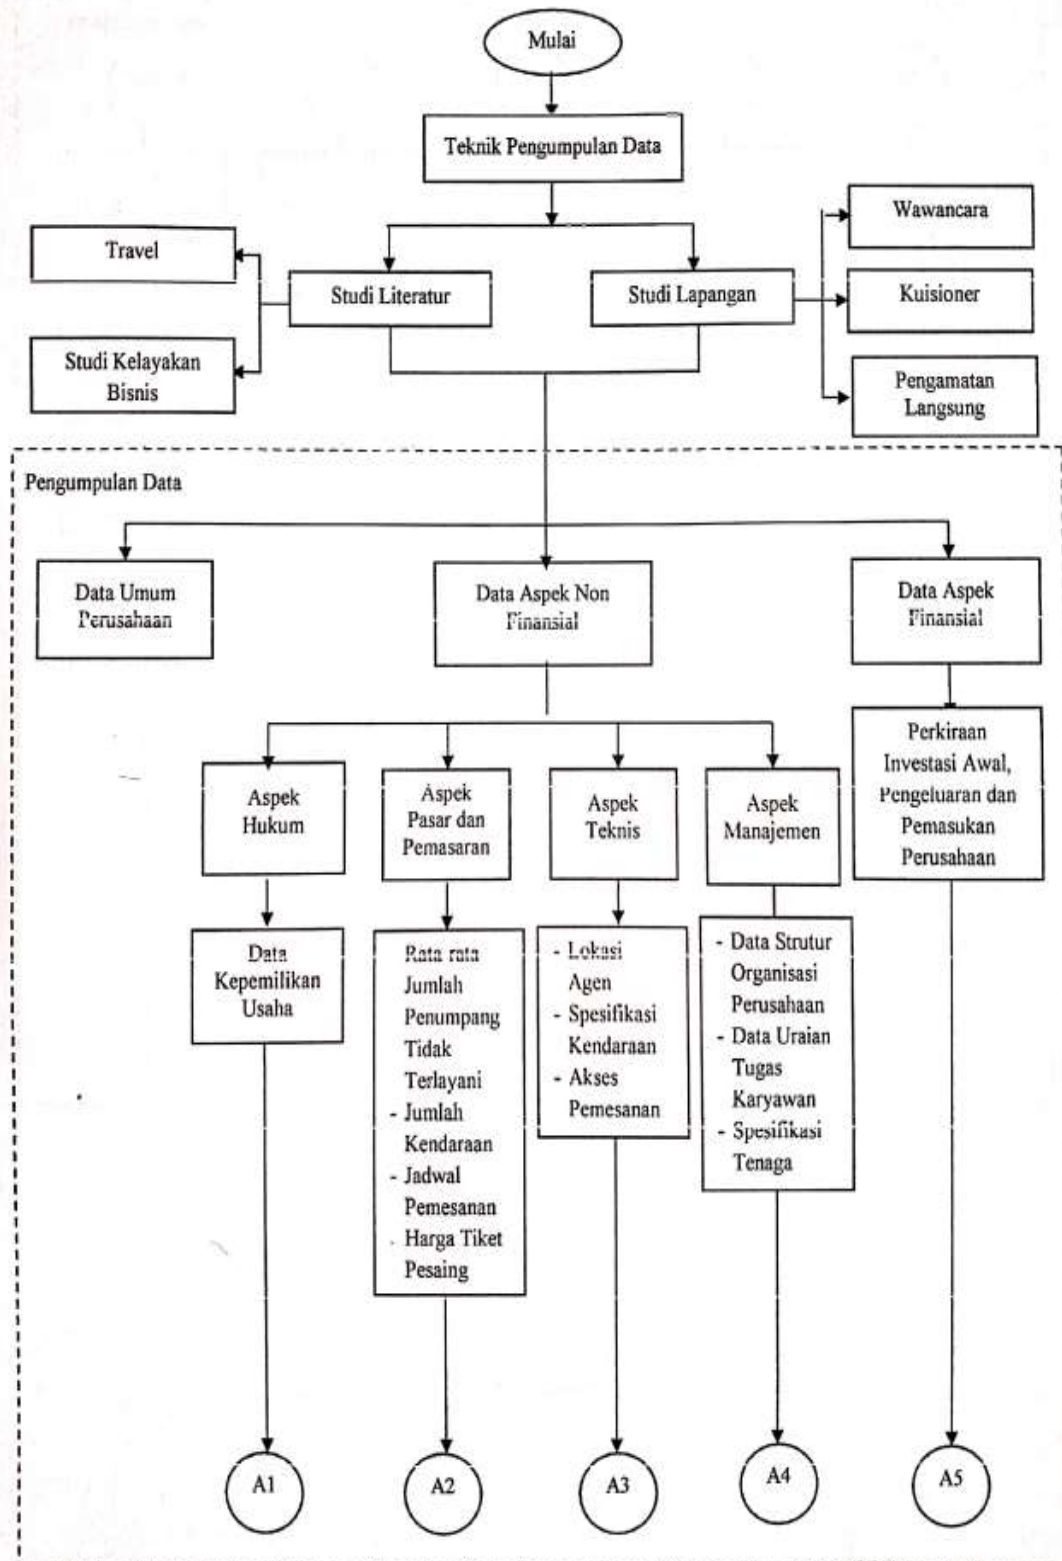 Mulai
Teknik Pengumpulan Data
Travel
Studi Literatur
Studi Kelayakan
Bisnis
Studi Lapangan
Wawancara
Kuisioner
Pengamatan
Langsung
Pengumpulan Data
Data Umum
Perusahaan
Data Aspek Non
Finansial
Data Aspek
Finansial
Aspek
Hukum
Aspek
Pasar dan
Pemasaran
Aspek
Teknis
Aspek
Manajemen
Perkiraan
Investasi Awal,
Pengeluaran dan
Pemasukan
Perusahaan
Data
Kepemilikan
Usaha
Rata rata
Jumlah
Penumpang
Tidak
Terlayani
- Jumlah
Kendaraan
- Jadwal
Pemesanan
- Harga Tiket
Pesaing
- Lokasi
Agen
- Spesifikasi
Kendaraan
- Akses
Pemesanan
- Data Strutur
Organisasi
Perusahaan
- Data Uraian
Tugas
Karyawan
- Spesifikasi
Tenaga
A1
A2
A3
A4
A5